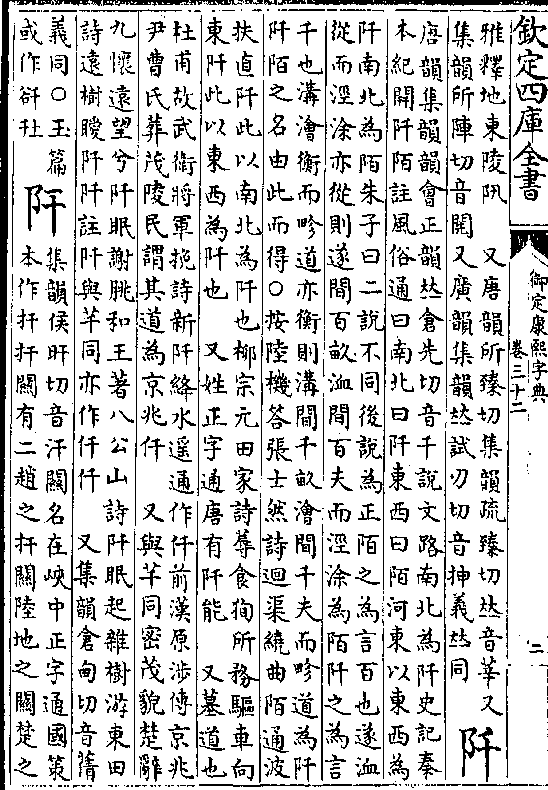 欽定四庫全書
御定康熙字典
卷三十二
二
雅釋地東陵阠　又唐韻所臻切集韻疏臻切𠀤音莘又
集韻所陣切音閞又廣韻集韻𠀤試刃切音抻義𠀤同
阡
唐韻集韻韻會正韻𠀤倉先切音千說文路南北為阡史記秦
本紀開阡陌註風俗通曰南北曰阡東西曰陌河東以東西為
阡南北為陌朱子曰二說不同後說為正陌之為言百也遂洫
從而涇涂亦從則遂間百畝洫間百夫而涇涂為陌阡之為言
千也溝澮衡而畛道亦衡則溝間千畝澮間千夫而畛道為阡
阡陌之名由此而得○按陸機答張士然詩迴渠繞曲陌通波
扶直阡此以南北為阡也柳宗元田家詩蓐食徇所務驅車向
東阡此以東西為阡也　又姓正字通唐有阡能　又墓道也
杜甫故武衛將軍挽詩新阡絳水遥通作仟前漢原涉傳京兆
尹曹氏葬茂陵民謂其道為京兆仟　又與芊同密茂貌楚辭
九懷遠望兮阡眠謝朓和王著八公山詩阡眠起雜樹游東田
詩遠樹曖阡阡註阡與芊同亦作仟仟　又集韻倉甸切音蒨
義同○玉篇或作谸䢪
䦥
集韻侯旰切音汗關名在峽中正字通國策
本作扞扞關有二趙之扞關陸地之關楚之